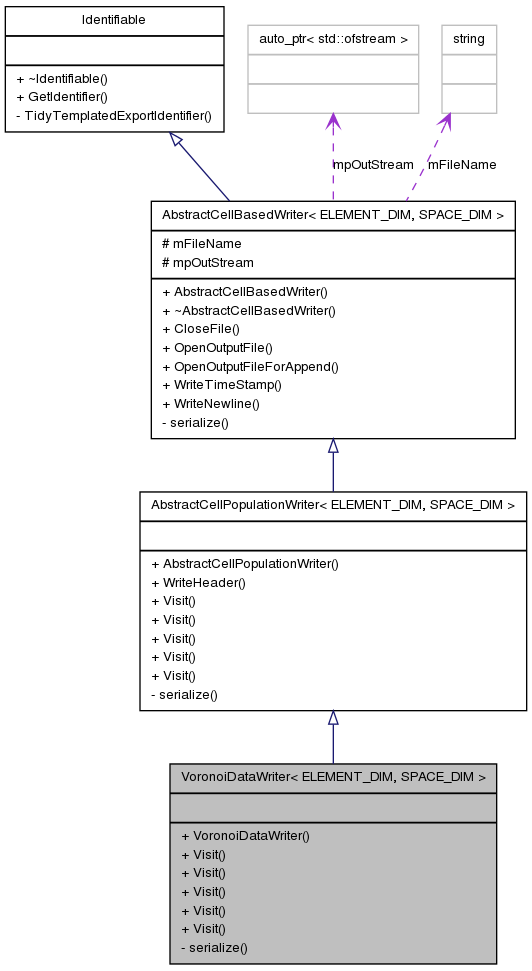 Identifiable
+ ~Identifiable()
+ GetIdentifier()
- TidyTemplatedExportIdentifier()
auto_ptr< std::ofstream >
string
mpOutStream
mFileName
AbstractCellBasedWriter< ELEMENT_DIM, SPACE_DIM >
# mFileName
# mpOutStream
+ AbstractCellBasedWriter()
+ ~AbstractCellBasedWriter()
+ CloseFile()
+ OpenOutputFile()
+ OpenOutputFileForAppend()
+ WriteTimeStamp()
+ WriteNewline()
- serialize()
AbstractCellPopulationWriter< ELEMENT_DIM, SPACE_DIM >
+ AbstractCellPopulationWriter()
+ WriteHeader()
+ Visit()
+ Visit()
+ Visit()
+ Visit()
+ Visit()
- serialize()
VoronoiDataWriter< ELEMENT_DIM, SPACE_DIM >
+ VoronoiDataWriter()
+ Visit()
+ Visit()
+ Visit()
+ Visit()
+ Visit()
- serialize()